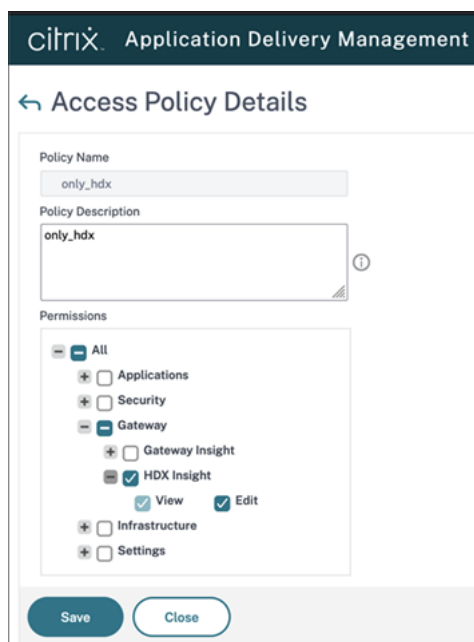 citrix. Application Delivery Management
Access Policy Details
Policy Name
only_hdx
Policy Description
only_hdx
Permissions
All
Applications
Security
Gateway
Gateway Insight
HDX Insight
View Edit
Infrastructure
Settings
Save Close